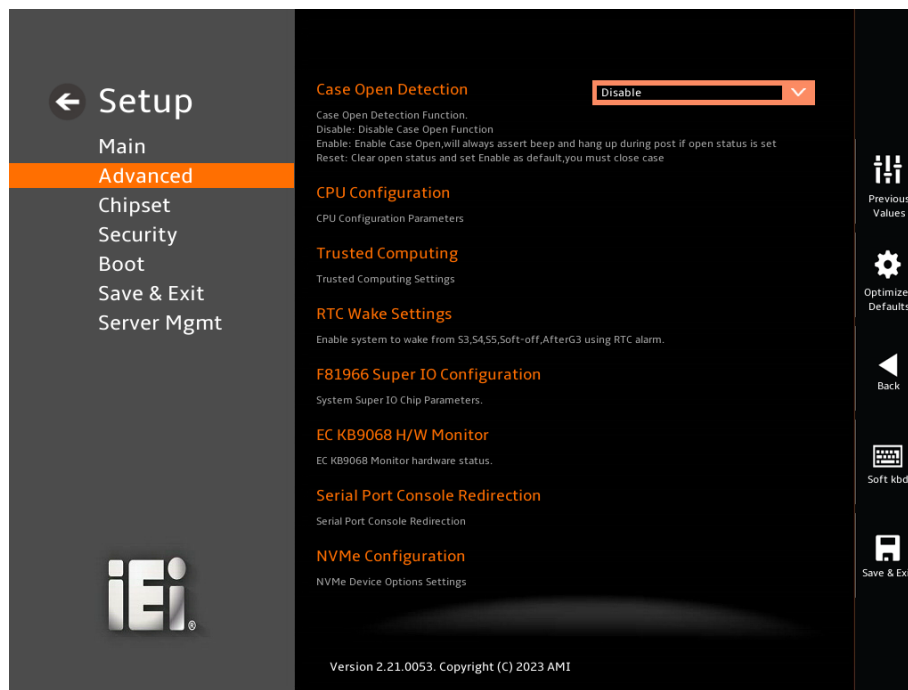 Setup
Main
Advanced
Chipset
Security
Boot
Save & Exit
Server Mgmt
iEi
®
Case Open Detection
Disable
Case Open Detection Function.
Disable: Disable Case Open Function
Enable: Enable Case Open,will always assert beep and hang up during post if open status is set
Reset: Clear open status and set Enable as default,you must close case
CPU Configuration
CPU Configuration Parameters
Trusted Computing
Trusted Computing Settings
RTC Wake Settings
Enable system to wake from S3,S4,S5,Soft-off,AfterG3 using RTC alarm.
F81966 Super IO Configuration
System Super IO Chip Parameters.
EC KB9068 H/W Monitor
EC KB9068 Monitor hardware status.
Serial Port Console Redirection
Serial Port Console Redirection
NVMe Configuration
NVMe Device Options Settings
Version 2.21.0053. Copyright (C) 2023 AMI
Previous
Values
Optimize
Defaults
Back
Soft kbd
Save & Exi